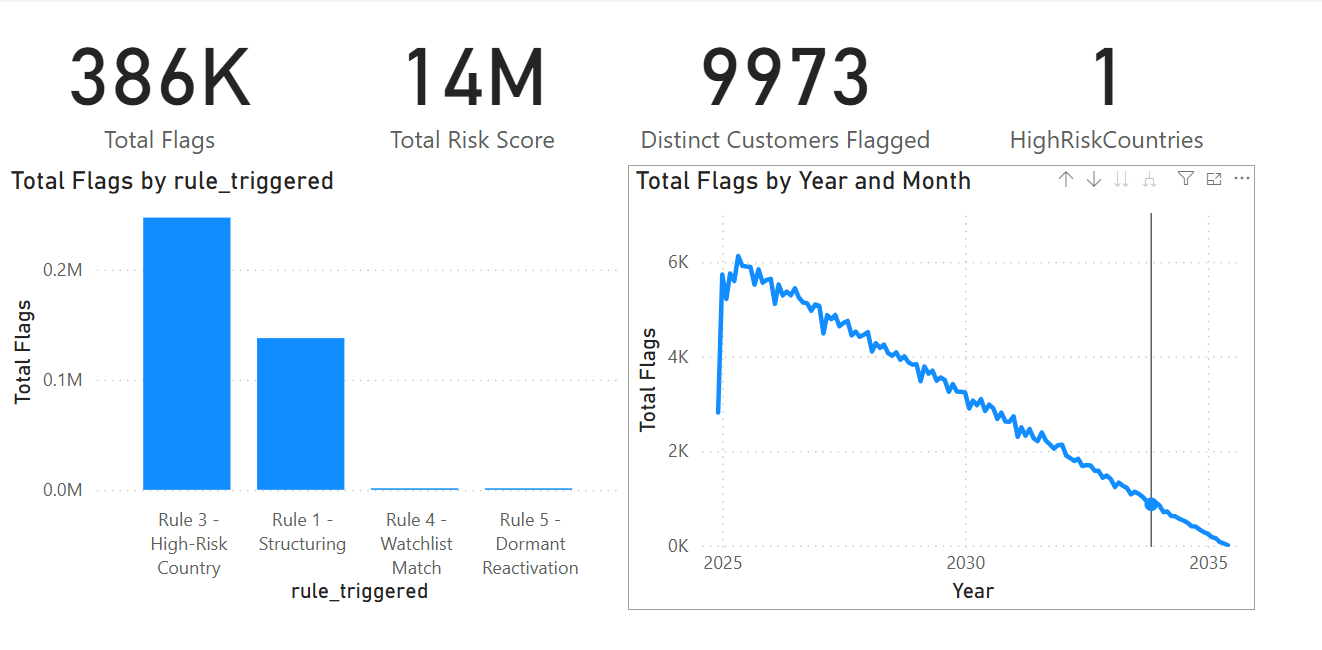 386K
14M
9973
1
Total Flags
Total Risk Score
Distinct Customers Flagged
HighRiskCountries
Total Flags by rule_triggered
Total Flags
0.2M
0.1M
0.0M
Rule 3 -
High-Risk
Country
Rule 1 -
Structuring
Rule 4 -
Watchlist
Match
Rule 5 -
Dormant
Reactivation
rule_triggered
Total Flags by Year and Month
Total Flags
6K
4K
2K
0K
2025
2030
2035
Year